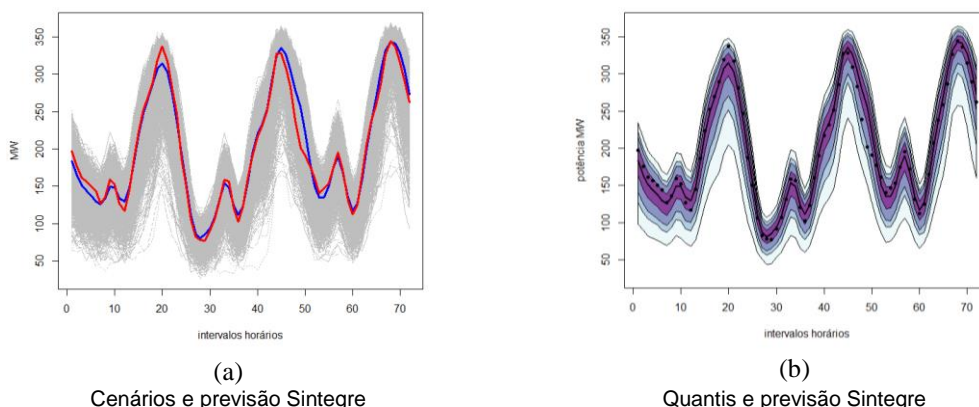 350
300
250
200
150
100
50
MW
0 10 20 30 40 50 60 70
intervalos horários
(a)
Cenários e previsão Sintegre
350
300
250
200
150
100
50
potência MW
0 10 20 30 40 50 60 70
intervalos horários
(b)
Quantis e previsão Sintegre